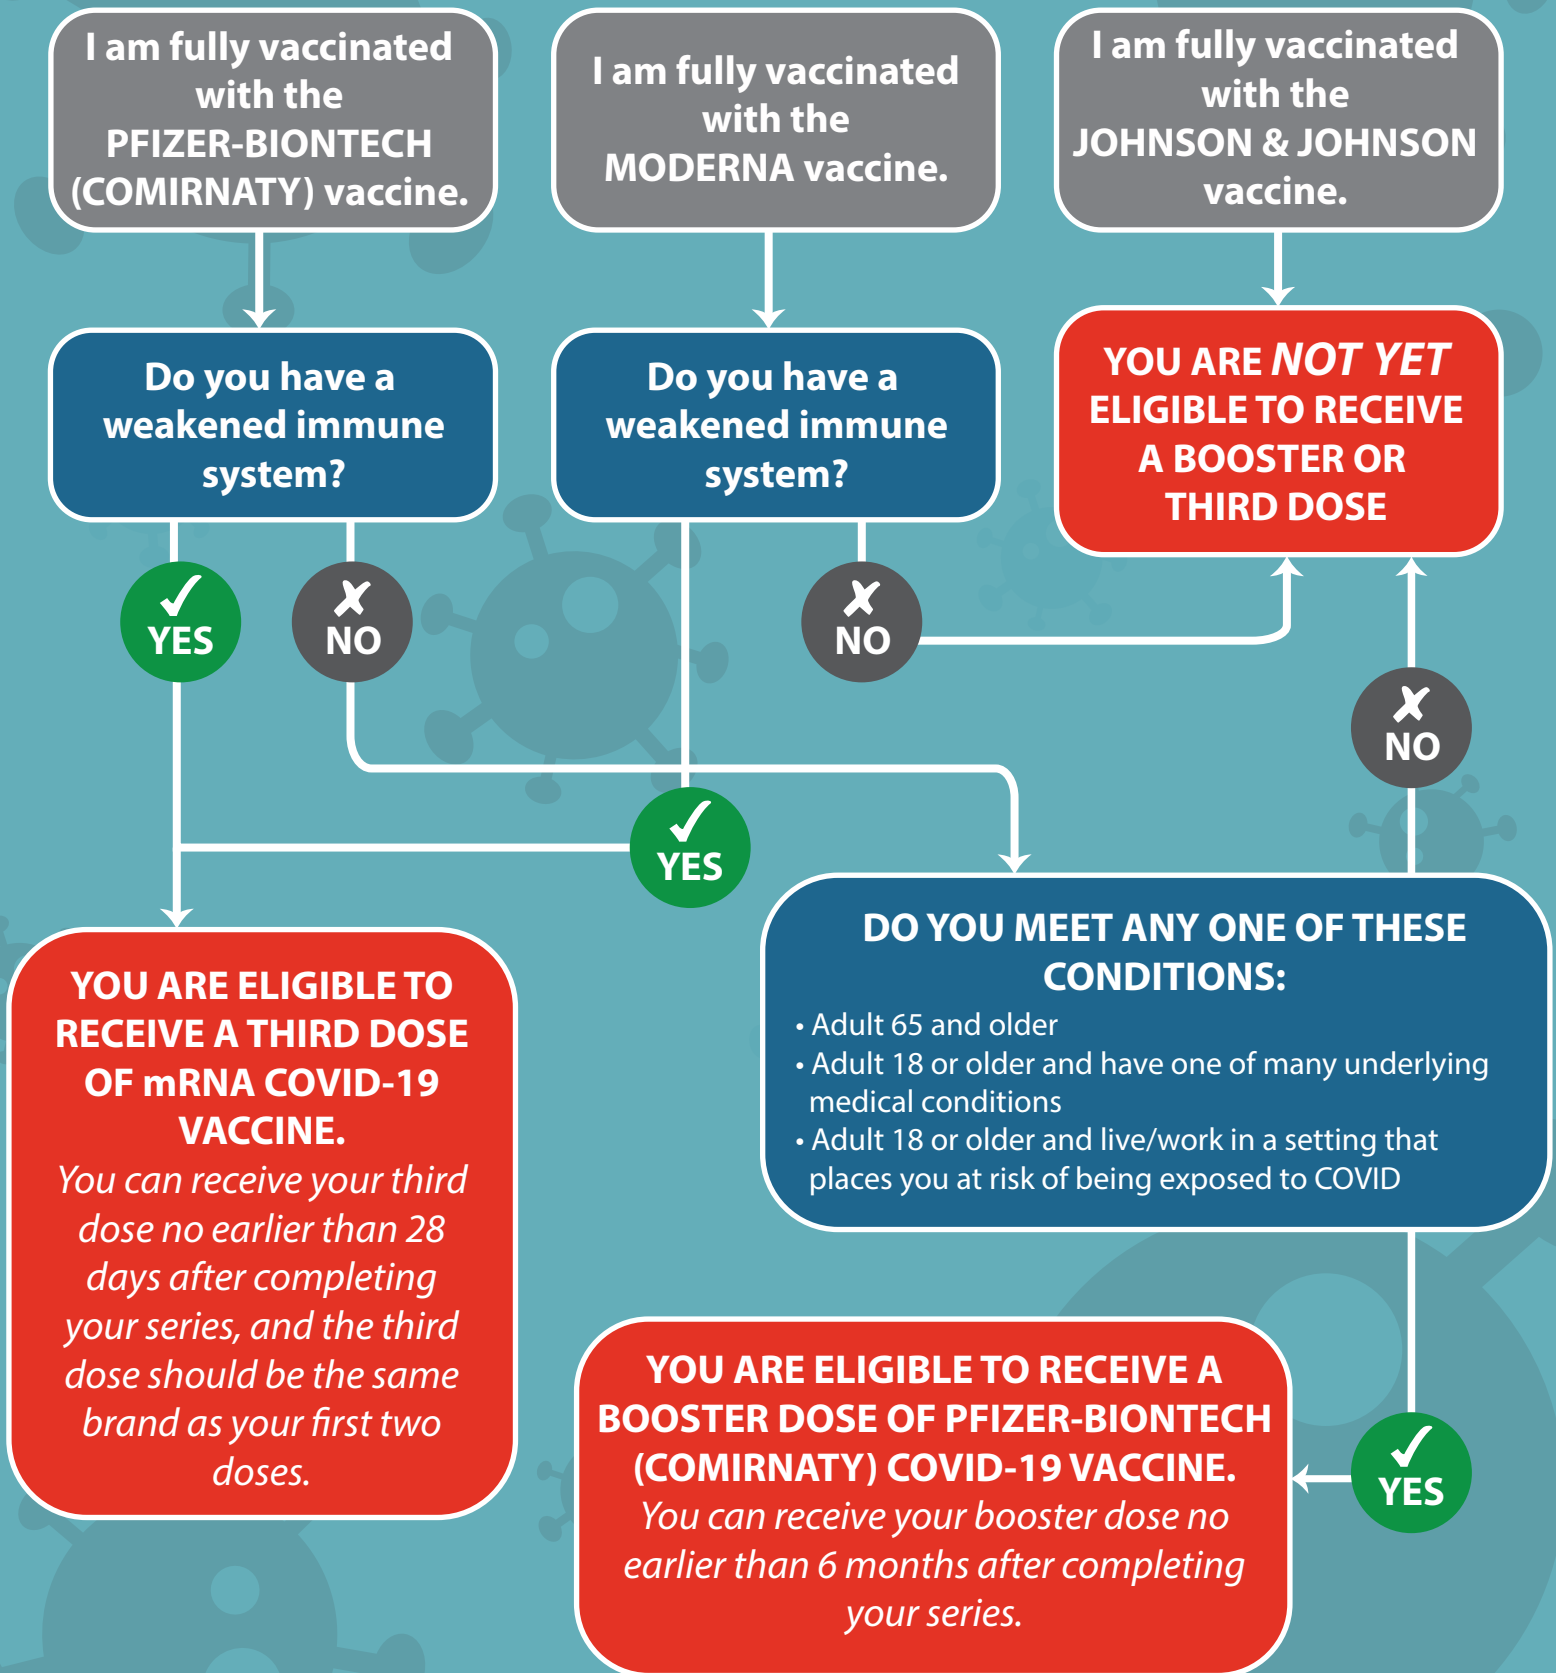 I am fully vaccinated
with the
PFIZER-BIONTECH
(COMIRNATY) vaccine.
I am fully vaccinated
with the
MODERNA vaccine.
I am fully vaccinated
with the
JOHNSON & JOHNSON
vaccine.
Do you have a
weakened immune
system?
Do you have a
weakened immune
system?
YOU ARE NOT YET
ELIGIBLE TO RECEIVE
A BOOSTER OR
THIRD DOSE
YES
NO
NO
NO
YES
DO YOU MEET ANY ONE OF THESE
CONDITIONS:
• Adult 65 and older
• Adult 18 or older and have one of many underlying
medical conditions
• Adult 18 or older and live/work in a setting that
places you at risk of being exposed to COVID
YOU ARE ELIGIBLE TO
RECEIVE A THIRD DOSE
OF mRNA COVID-19
VACCINE.
You can receive your third
dose no earlier than 28
days after completing
your series, and the third
dose should be the same
brand as your first two
doses.
YOU ARE ELIGIBLE TO RECEIVE A
BOOSTER DOSE OF PFIZER-BIONTECH
(COMIRNATY) COVID-19 VACCINE.
You can receive your booster dose no
earlier than 6 months after completing
your series.
YES